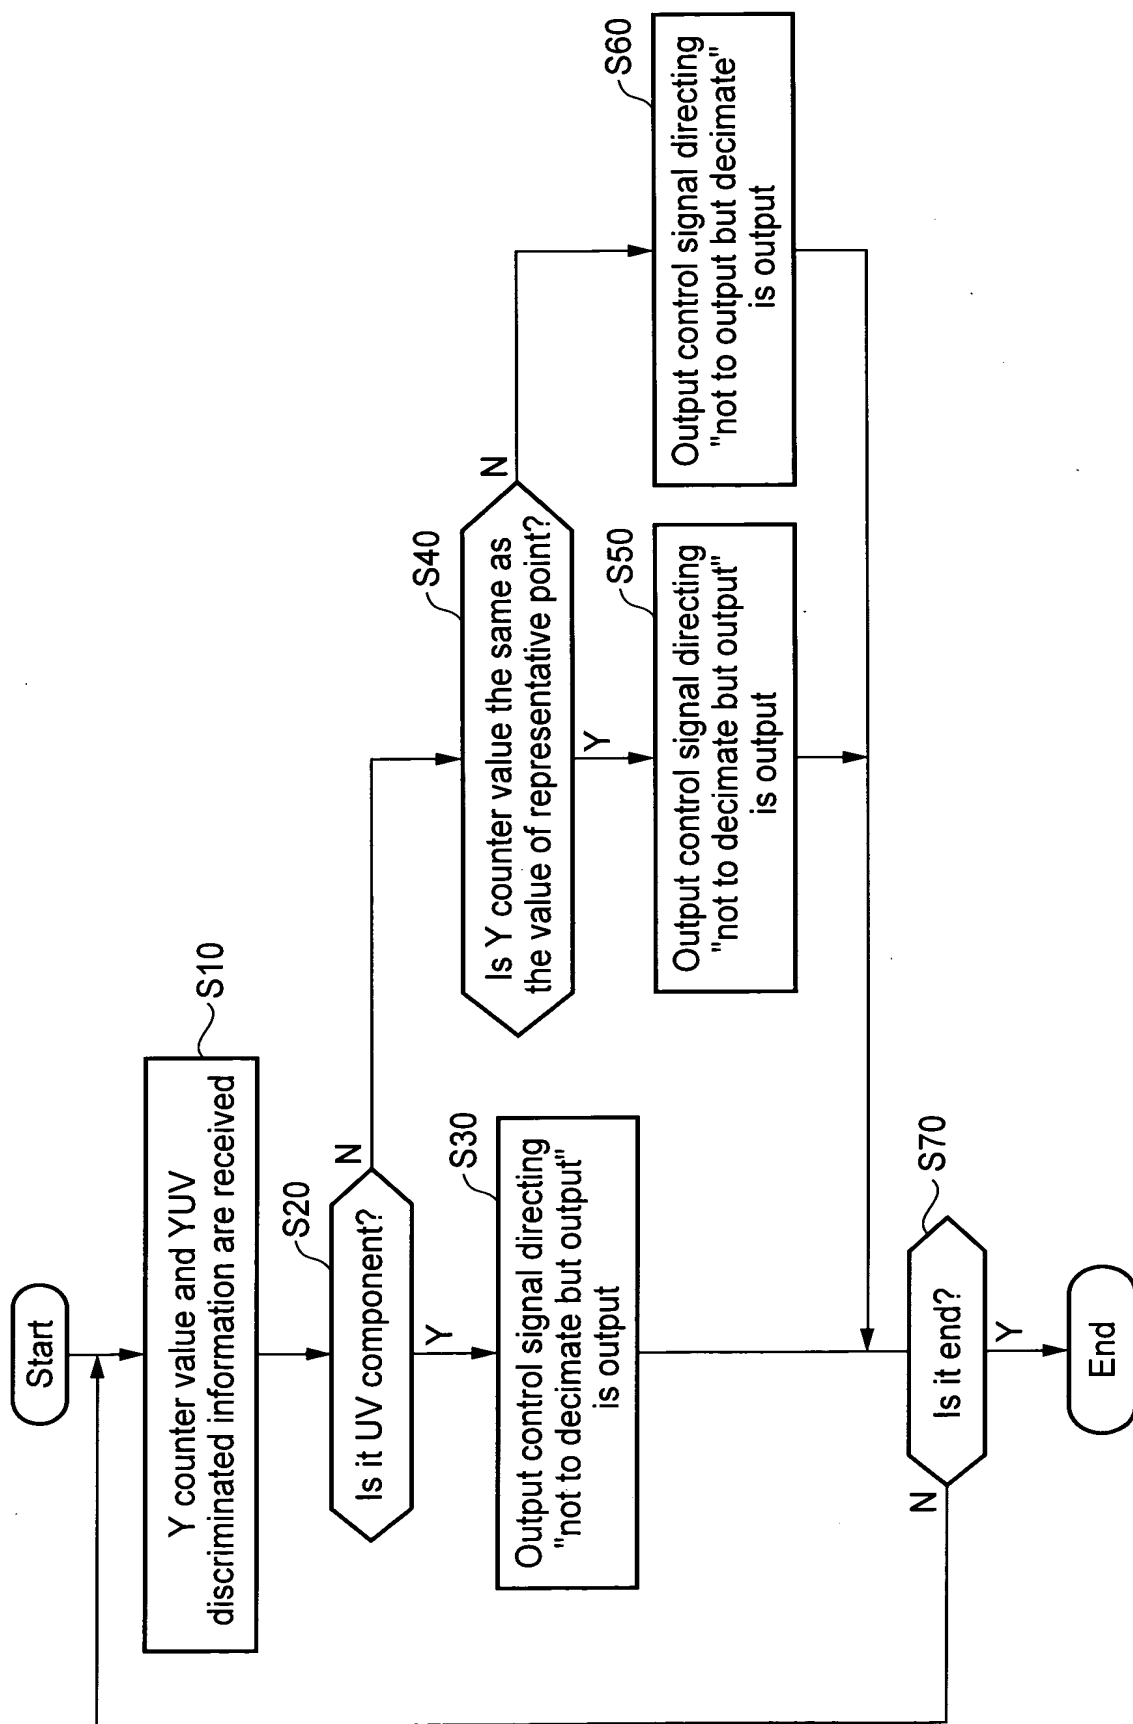 Start
S10
Y counter value and YUV
discriminated information are received
S20
Is it UV component?
N
Y
S30
Output control signal directing
"not to decimate but output"
is output
S40
Is Y counter value the same as
the value of representative point?
N
Y
S50
Output control signal directing
"not to decimate but output"
is output
S60
Output control signal directing
"not to output but decimate"
is output
S70
Is it end?
N
Y
End